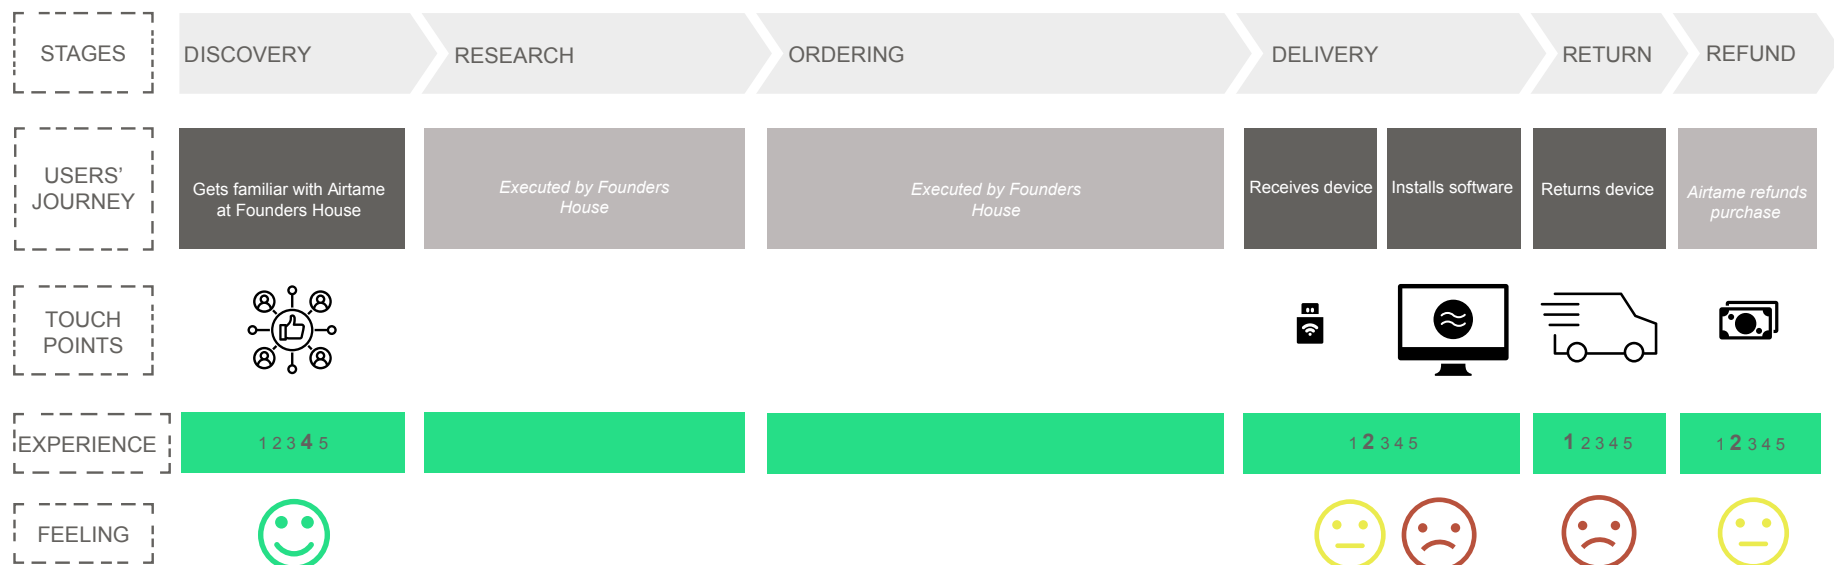 STAGES
DISCOVERY
RESEARCH
ORDERING
DELIVERY
RETURN
REFUND
USERS'
JOURNEY
Gets familiar with Airtame
at Founders House
Executed by Founders
House
Executed by Founders
House
Receives device
Installs software
Returns device
Airtame refunds
purchase
TOUCH
POINTS
EXPERIENCE
1 2 3 4 5
1 2 3 4 5
1 2 3 4 5
1 2 3 4 5
FEELING